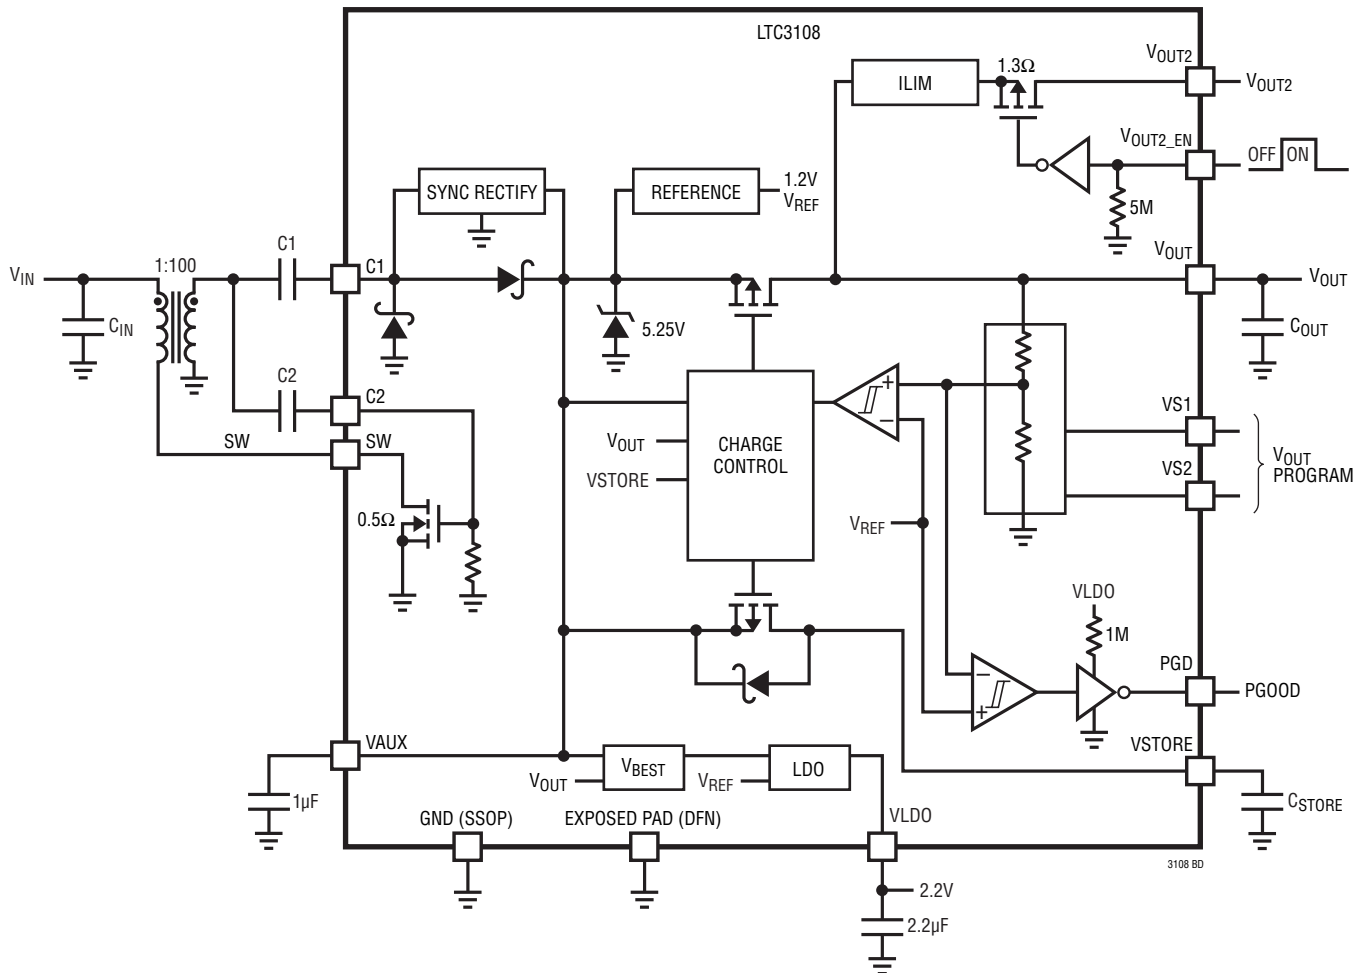 LTC3108
VOUT2
ILIM
1.3Ω
VOUT2
VOUT2_EN
OFF ON
SYNC RECTIFY
REFERENCE
1.2V
VREF
5M
VOUT
C1
1:100
C1
VIN
VOUT
CIN
5.25V
COUT
C2
C2
VS1
SW
SW
VOUT
VSTORE
CHARGE
CONTROL
+
−
VS2
VOUT
PROGRAM
0.5Ω
VREF
VLDO
1M
PGD
−
+
PGOOD
VAUX
VSTORE
1µF
VOUT
VBEST
VREF
LDO
CSTORE
GND (SSOP)
EXPOSED PAD (DFN)
VLDO
3108 BD
2.2V
2.2µF